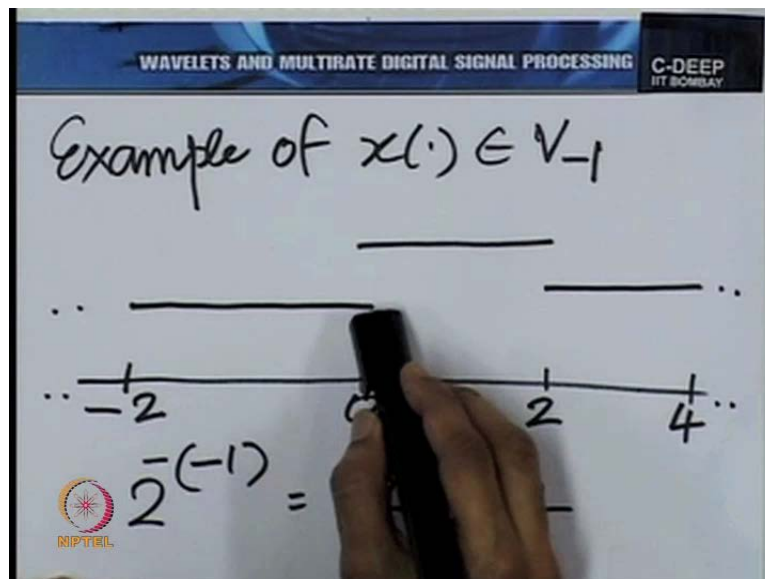 WAVELETS AND MULTIRATE DIGITAL SIGNAL PROCESSING
C-DEEP
IIT BOMBAY
Example of x(·) ∈ V₋₁
.. ..
.. -2 2 4 ..
2^-(-1) =
NPTEL